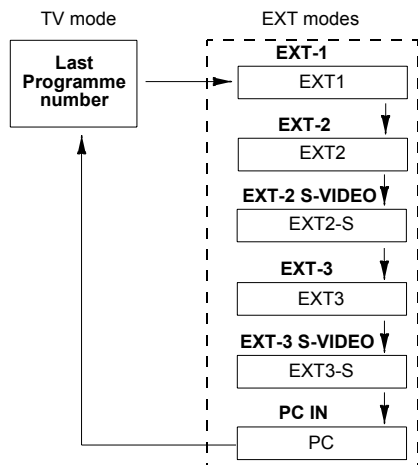 TV mode
EXT modes
Last
Programme
number
EXT-1
EXT1
EXT-2
EXT2
EXT-2 S-VIDEO
EXT2-S
EXT-3
EXT3
EXT-3 S-VIDEO
EXT3-S
PC IN
PC